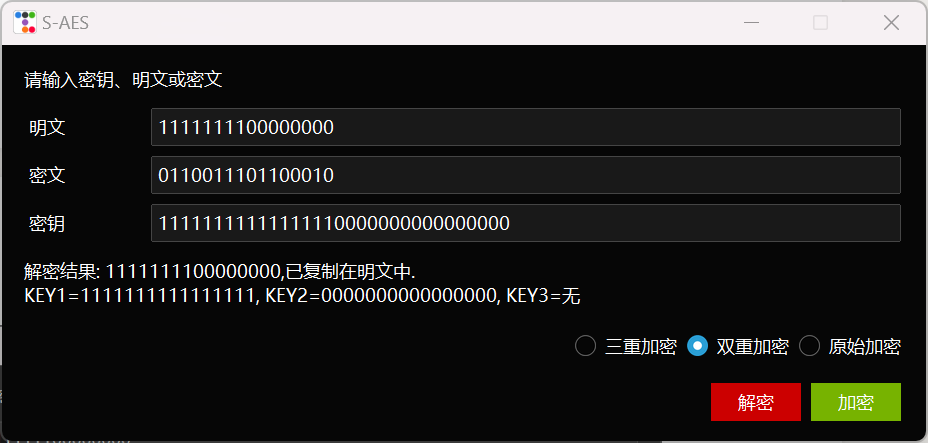 S-AES
请输入密钥、明文或密文
明文 1111111100000000
密文 0110011101100010
密钥 11111111111111110000000000000000
解密结果: 1111111100000000,已复制在明文中.
KEY1=1111111111111111, KEY2=0000000000000000, KEY3=无
三重加密 双重加密 原始加密
解密 加密